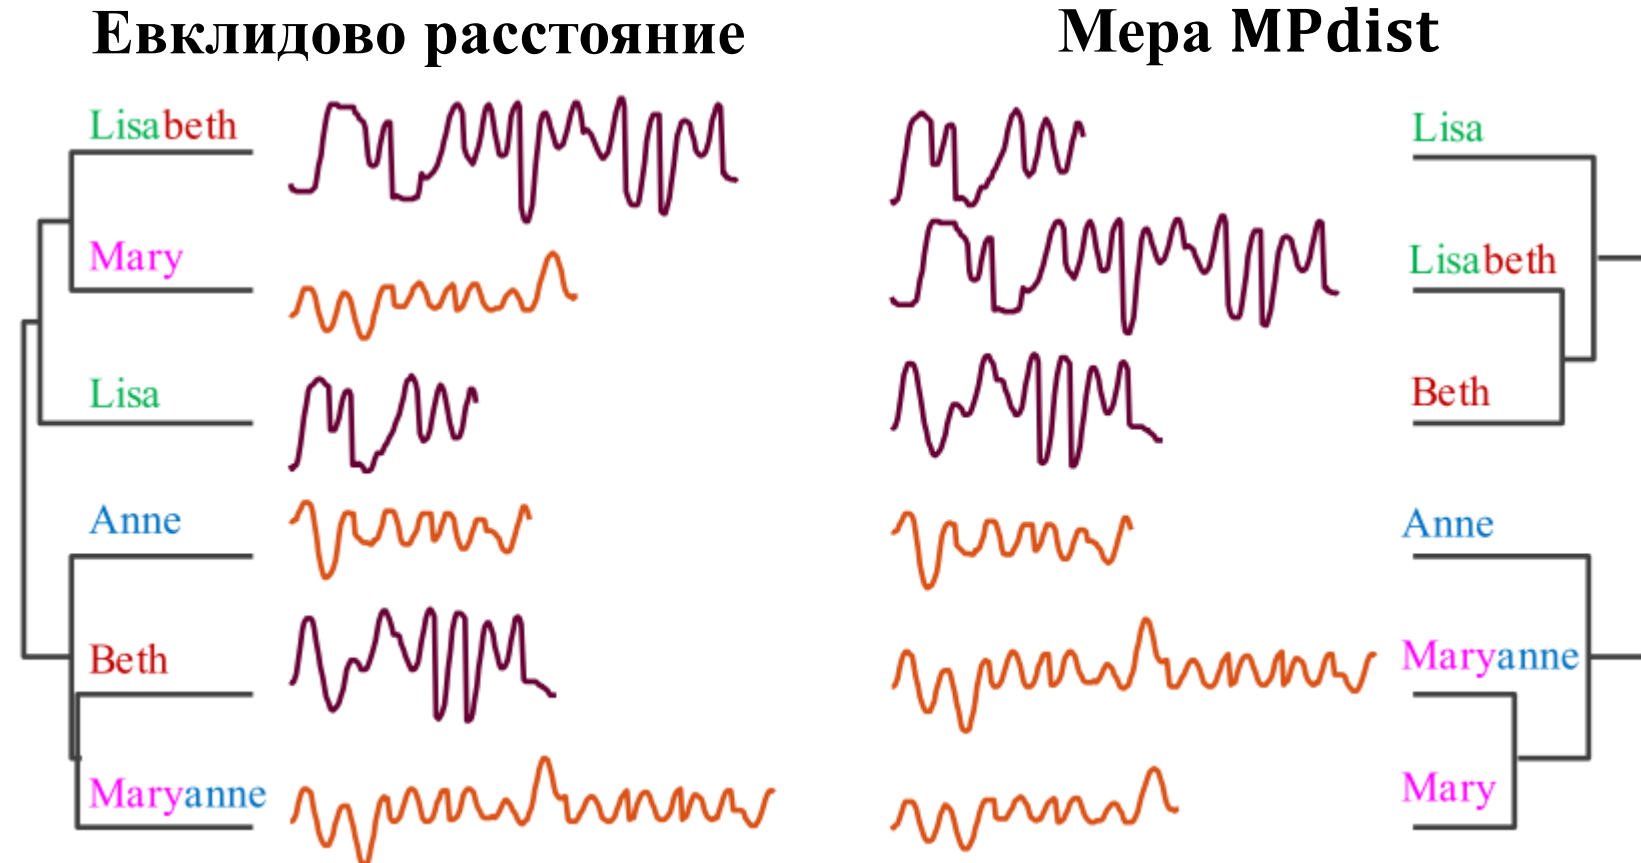 Евклидово расстояние
Lisabeth
Mary
Lisa
Anne
Beth
Maryanne
Мера MPdist
Lisa
Lisabeth
Beth
Anne
Maryanne
Mary